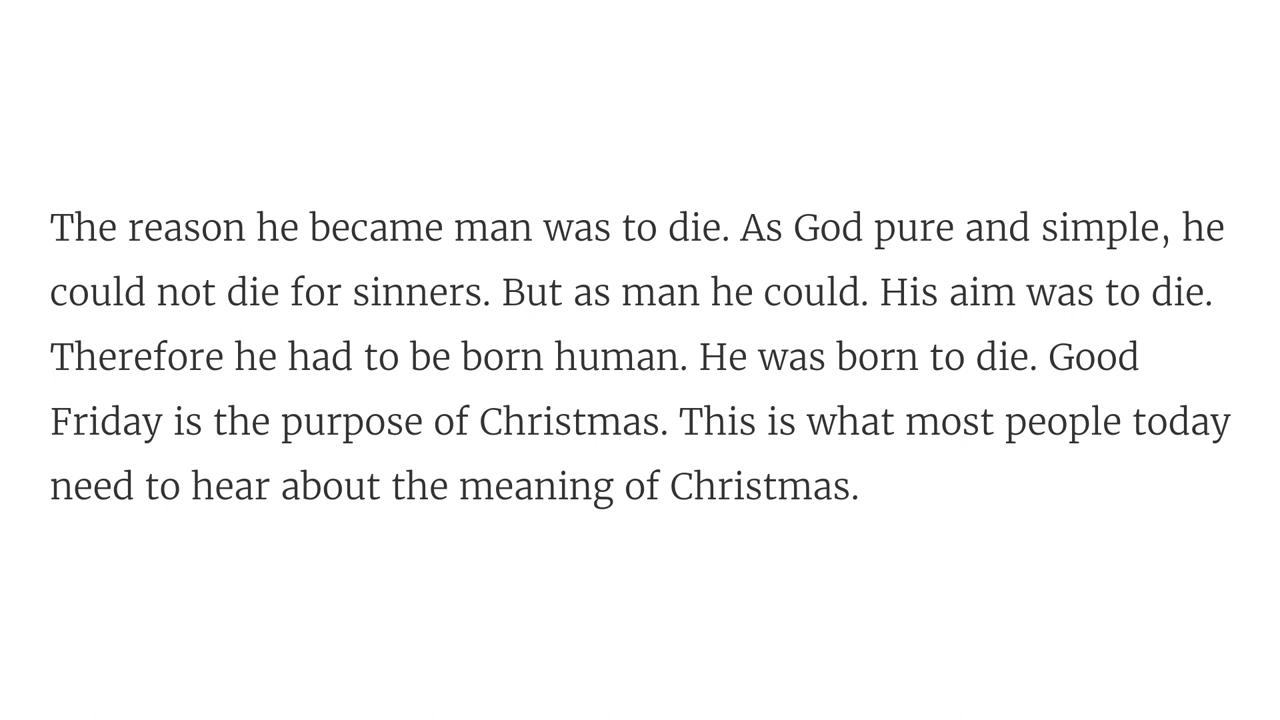 The reason he became man was to die. As God pure and simple, he
could not die for sinners. But as man he could. His aim was to die.
Therefore he had to be born human. He was born to die. Good
Friday is the purpose of Christmas. This is what most people today
need to hear about the meaning of Christmas.